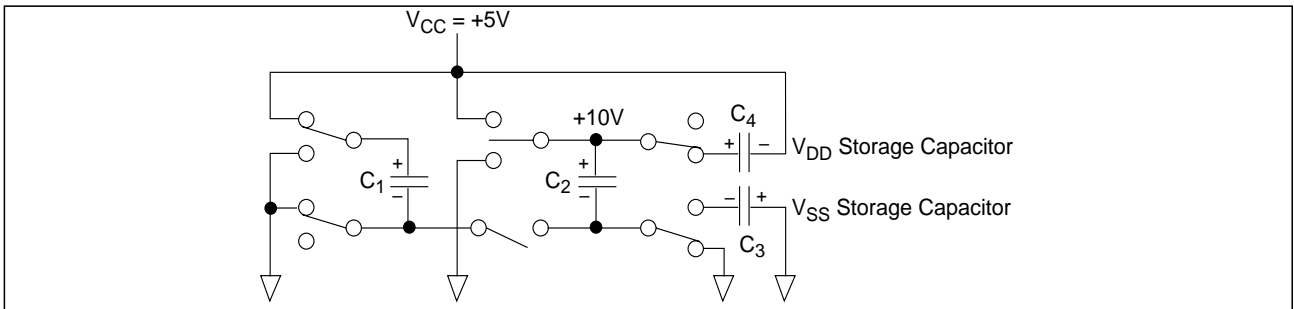 VCC = +5V
+10V
C4
+ −
VDD Storage Capacitor
+
C1
−
+
C2
−
− +
VSS Storage Capacitor
C3